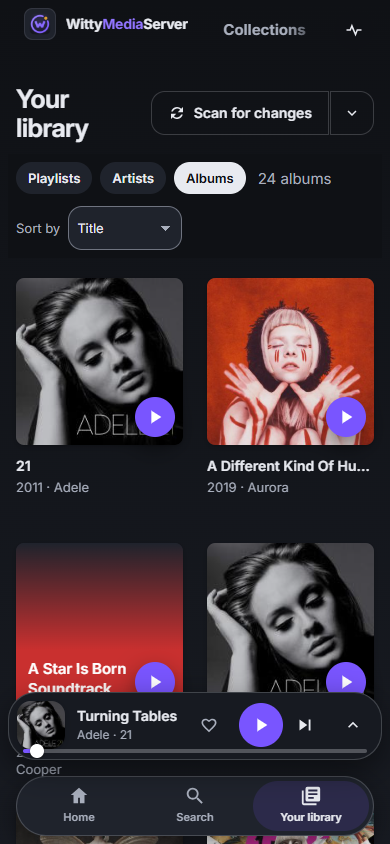 WittyMediaServer
Collections
Your
library
Scan for changes
Playlists
Artists
Albums
24 albums
Sort by
Title
ADELE
21
2011 · Adele
A Different Kind Of Hu...
2019 · Aurora
A Star Is Born
Soundtrack
Turning Tables
Adele · 21
Cooper
Home
Search
Your library